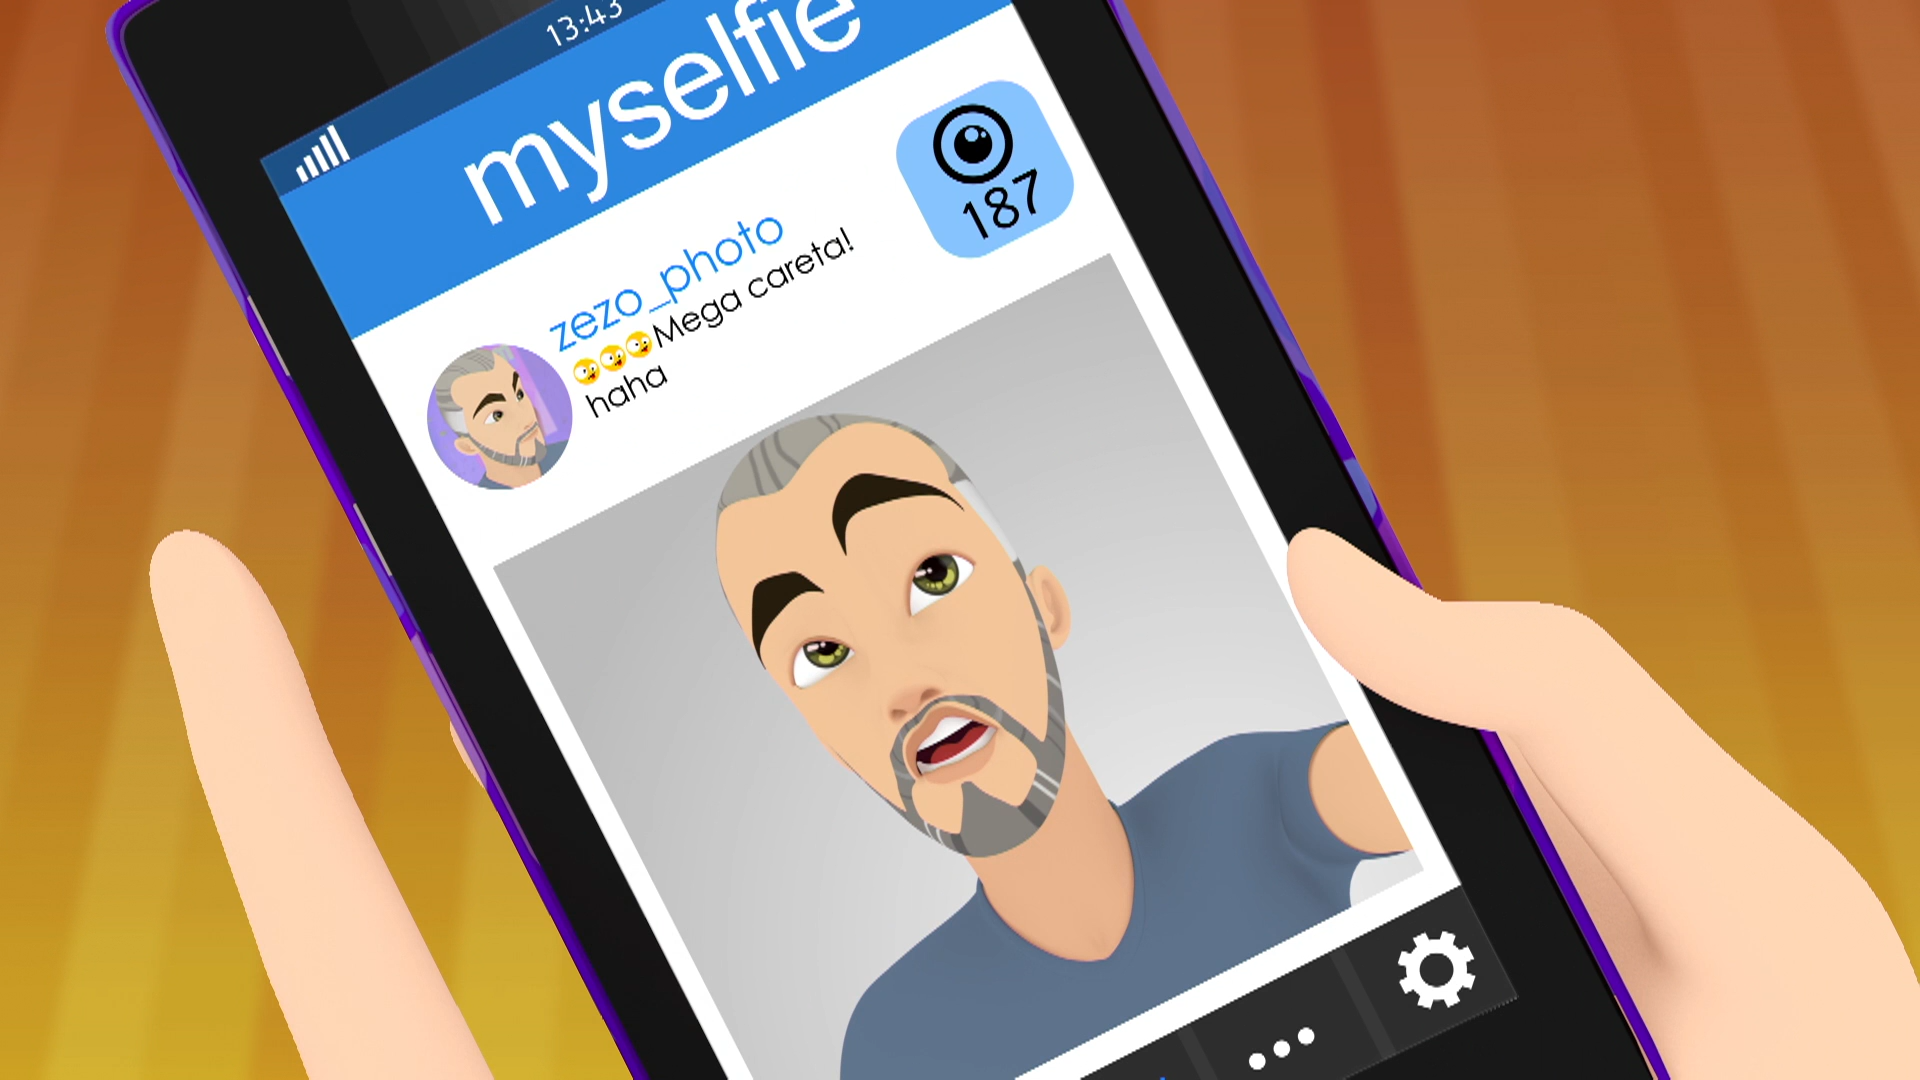 13:43
myselfie
187
zezo_photo
🙄🙄🙄Mega careta!
haha